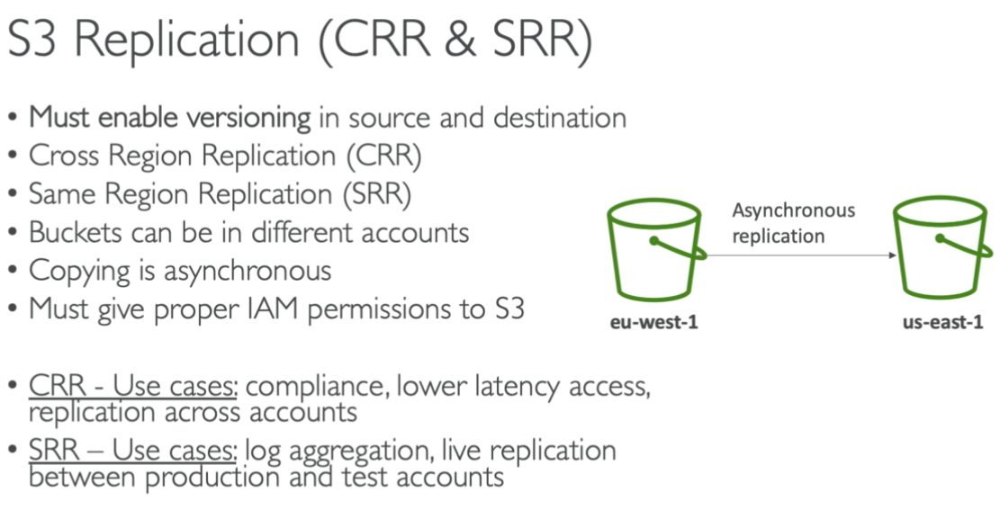 S3 Replication (CRR & SRR)
• Must enable versioning in source and destination
• Cross Region Replication (CRR)
• Same Region Replication (SRR)
• Buckets can be in different accounts
• Copying is asynchronous
• Must give proper IAM permissions to S3
Asynchronous
replication
eu-west-1
us-east-1
• CRR - Use cases: compliance, lower latency access,
replication across accounts
• SRR – Use cases: log aggregation, live replication
between production and test accounts